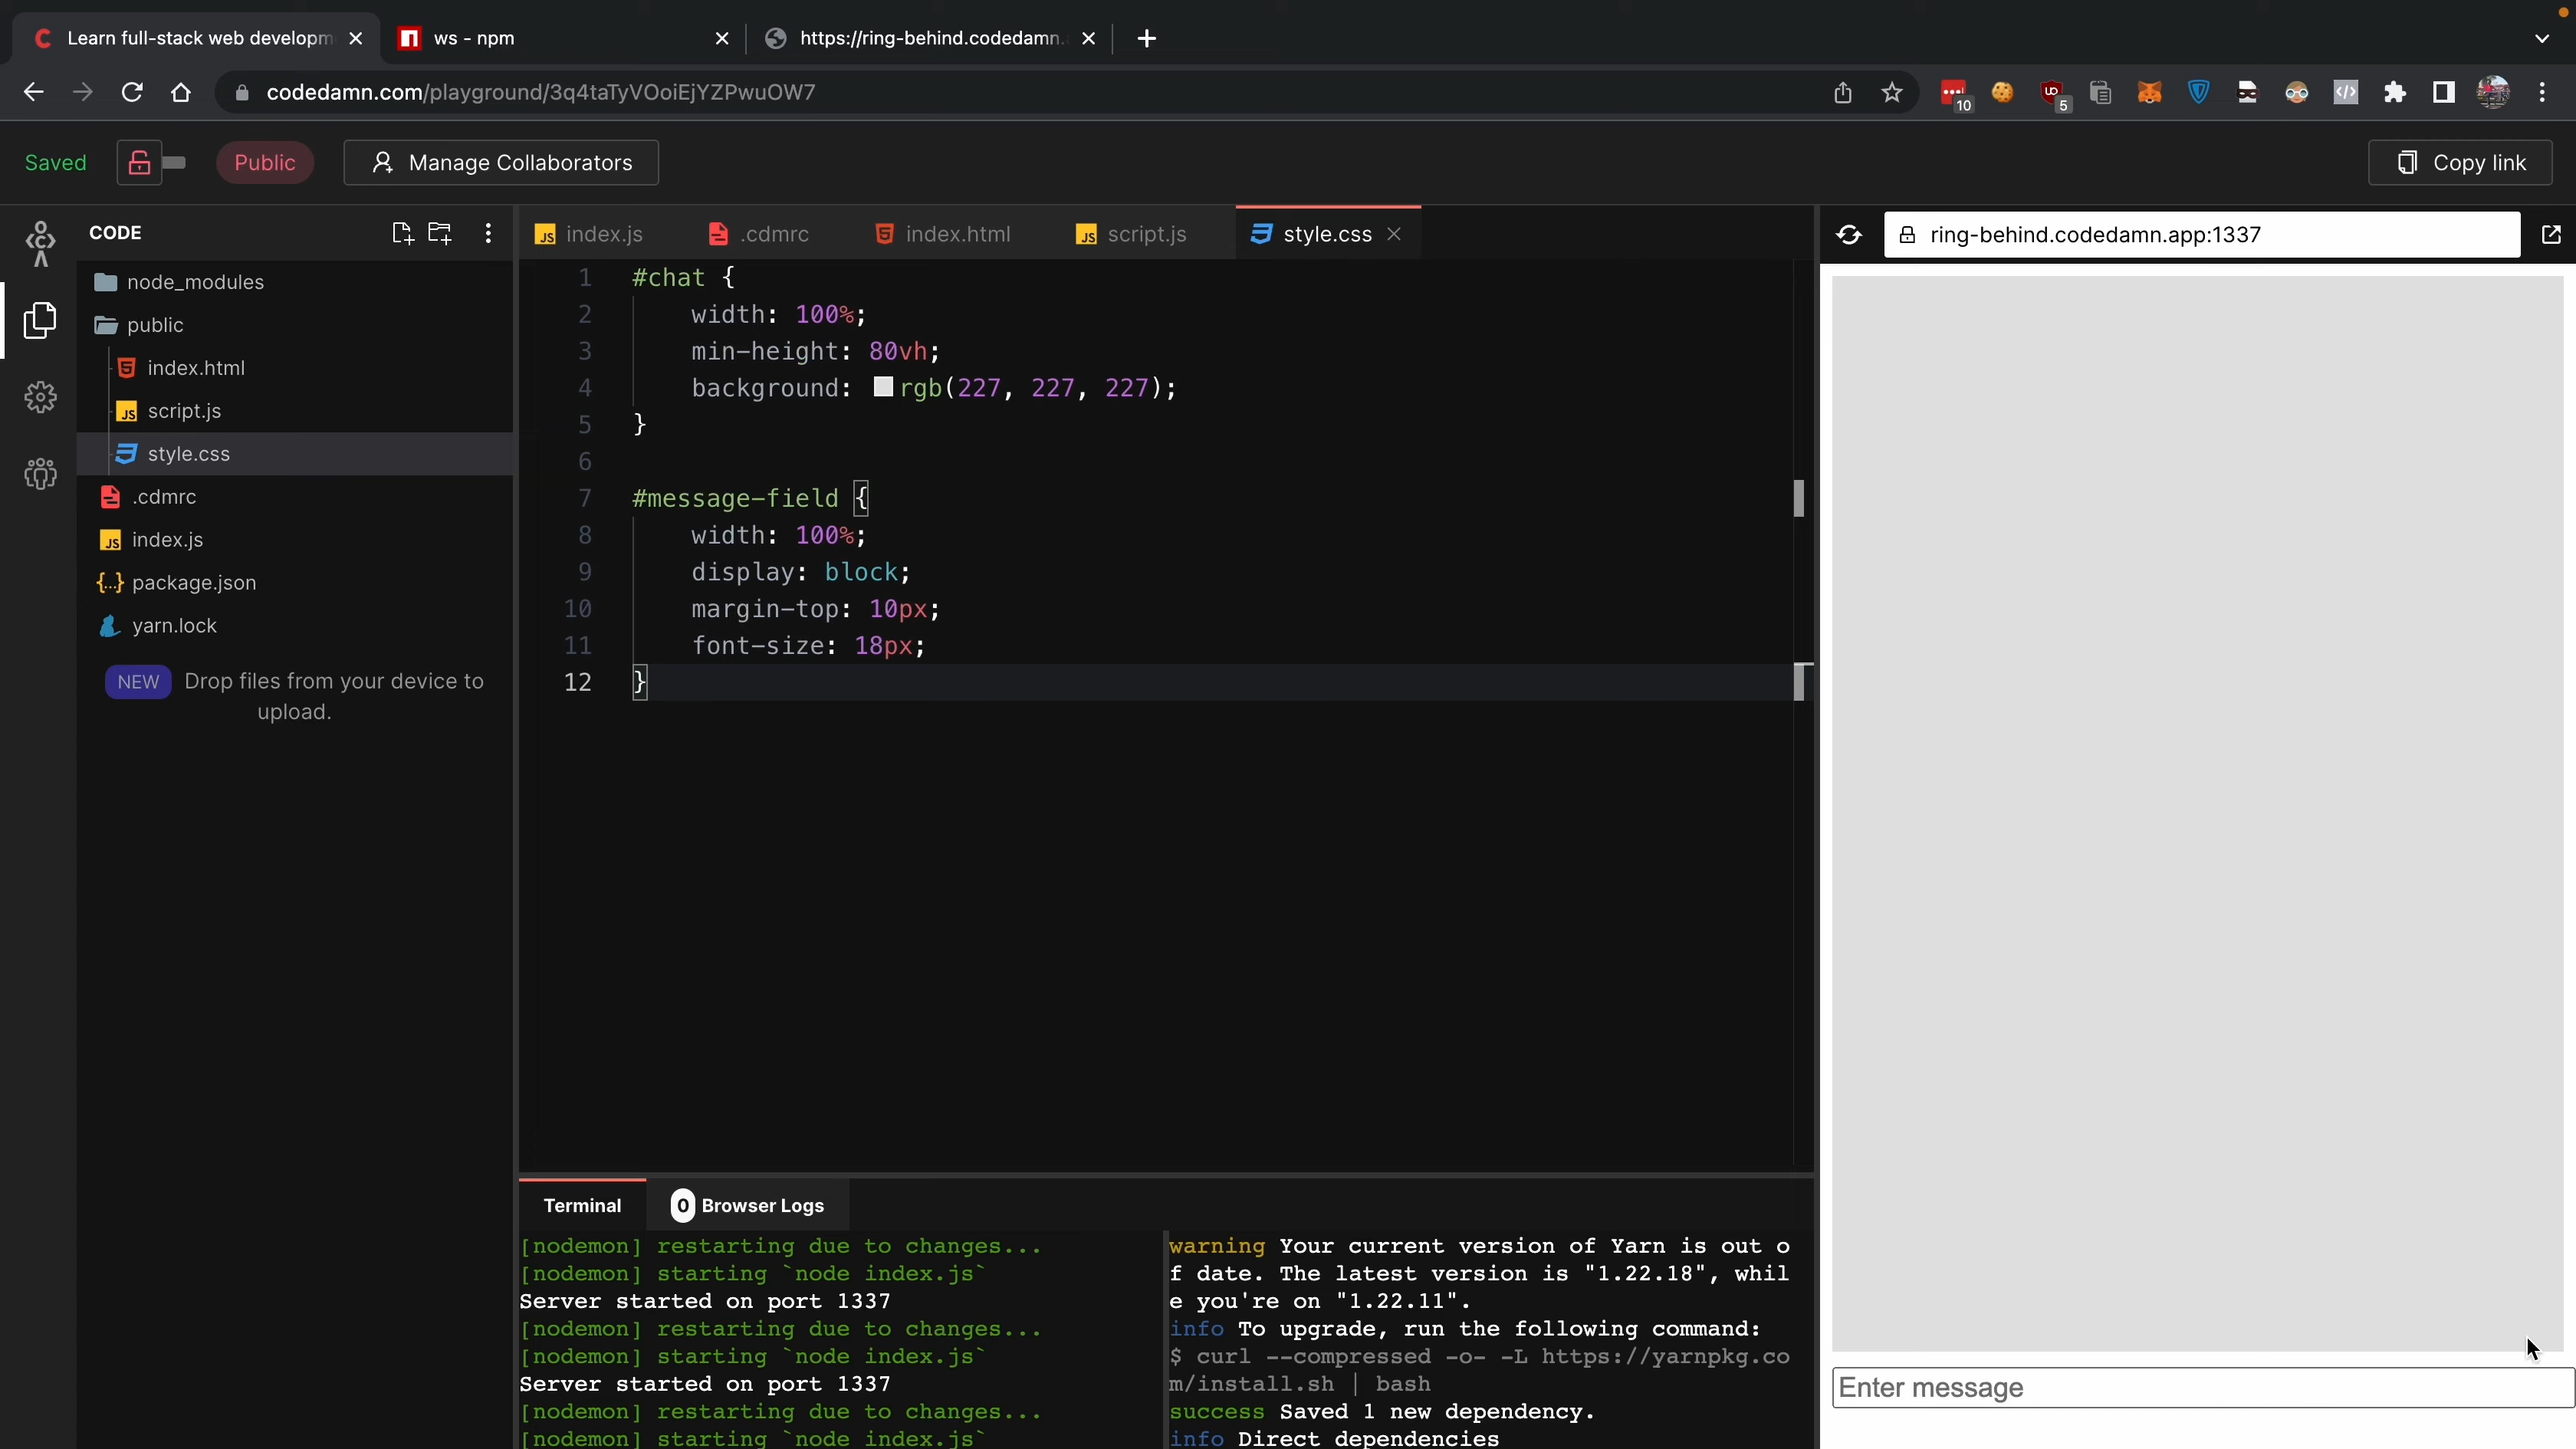 Learn full-stack web developm
ws - npm
https://ring-behind.codedamn.
codedamn.com/playground/3q4taTyVOoiEjYZPwuOW7
10
5
Saved
Public
Manage Collaborators
Copy link
CODE
node_modules
public
index.html
script.js
style.css
.cdmrc
index.js
package.json
yarn.lock
NEW Drop files from your device to
upload.
index.js
.cdmrc
index.html
script.js
style.css
1 #chat {
2 width: 100%;
3 min-height: 80vh;
4 background: rgb(227, 227, 227);
5 }
6
7 #message-field {
8 width: 100%;
9 display: block;
10 margin-top: 10px;
11 font-size: 18px;
12 }
Terminal
0 Browser Logs
[nodemon] restarting due to changes...
[nodemon] starting `node index.js`
Server started on port 1337
[nodemon] restarting due to changes...
[nodemon] starting `node index.js`
Server started on port 1337
[nodemon] restarting due to changes...
[nodemon] starting `node index.js`
warning Your current version of Yarn is out o
f date. The latest version is "1.22.18", whil
e you're on "1.22.11".
info To upgrade, run the following command:
$ curl --compressed -o- -L https://yarnpkg.co
m/install.sh | bash
success Saved 1 new dependency.
info Direct dependencies
ring-behind.codedamn.app:1337
Enter message